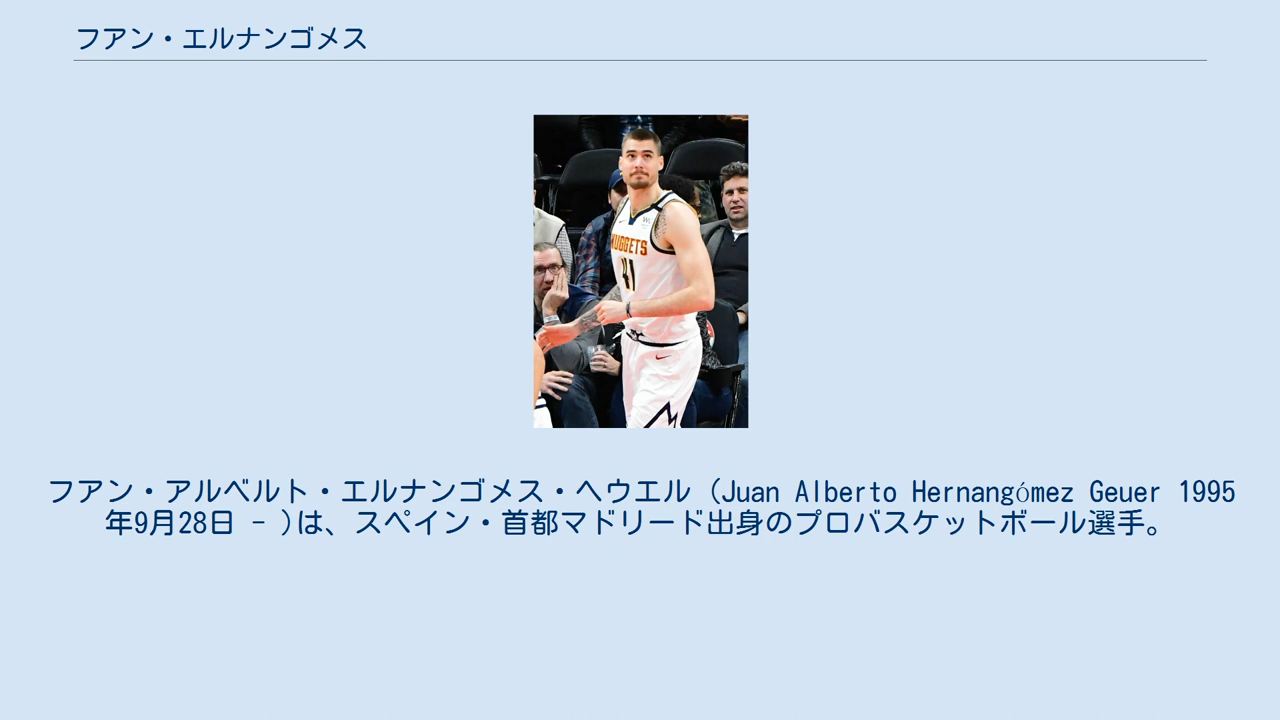 フアン・エルナンゴメス
NUGGETS
41
フアン・アルベルト・エルナンゴメス・ヘウエル (Juan Alberto Hernangómez Geuer 1995
年9月28日 - )は、スペイン・首都マドリード出身のプロバスケットボール選手。